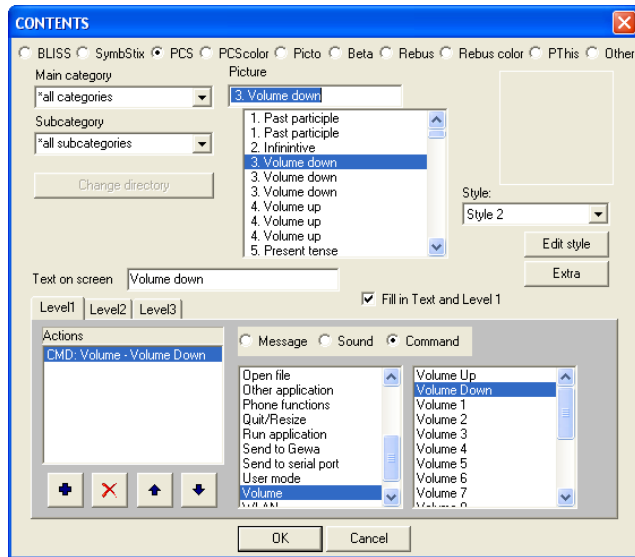 CONTENTS
BLISS SymbStix PCS PCScolor Picto Beta Rebus Rebus color PThis Other
Main category
*all categories
Subcategory
*all subcategories
Change directory
Picture
3. Volume down
1. Past participle
1. Past participle
2. Infinintive
3. Volume down
3. Volume down
3. Volume down
4. Volume up
4. Volume up
4. Volume up
5. Present tense
Style:
Style 2
Edit style
Extra
Text on screen Volume down
Fill in Text and Level 1
Level1 Level2 Level3
Actions
CMD: Volume - Volume Down
Message Sound Command
Open file
Other application
Phone functions
Quit/Resize
Run application
Send to Gewa
Send to serial port
User mode
Volume
WLAN
Volume Up
Volume Down
Volume 1
Volume 2
Volume 3
Volume 4
Volume 5
Volume 6
Volume 7
Volume 8
OK Cancel